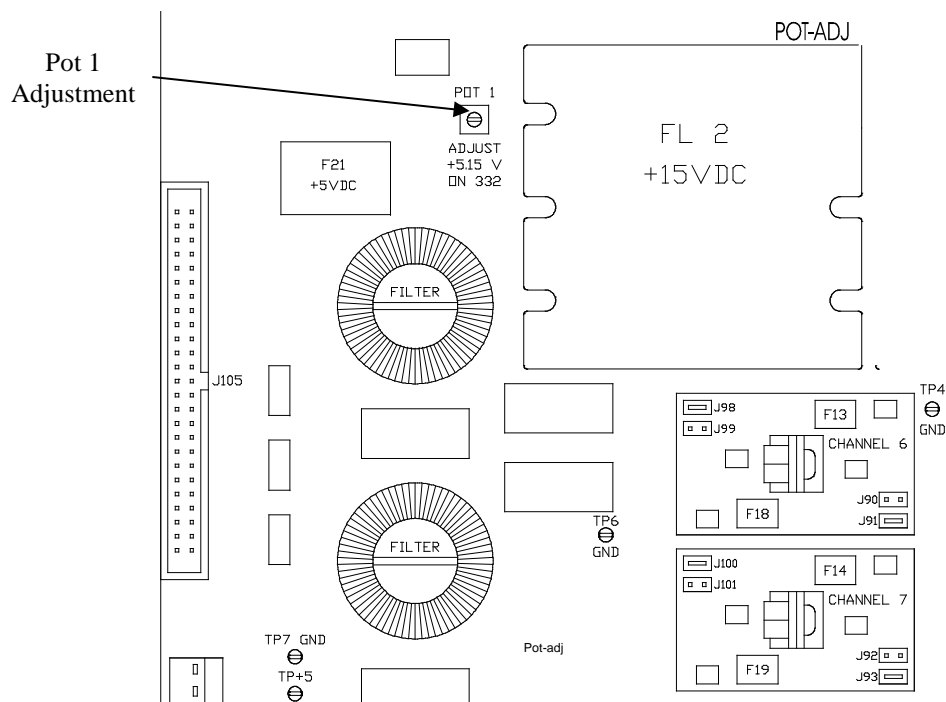 POT-ADJ
Pot 1
Adjustment
POT 1
ADJUST
+5.15 V
ON 332
F21
+5VDC
FL 2
+15VDC
FILTER
J105
TP4
GND
J98
J99
F13
CHANNEL 6
J90
F18
J91
TP6
GND
FILTER
J100
J101
F14
CHANNEL 7
J92
F19
J93
TP7 GND
TP+5
Pot-adj